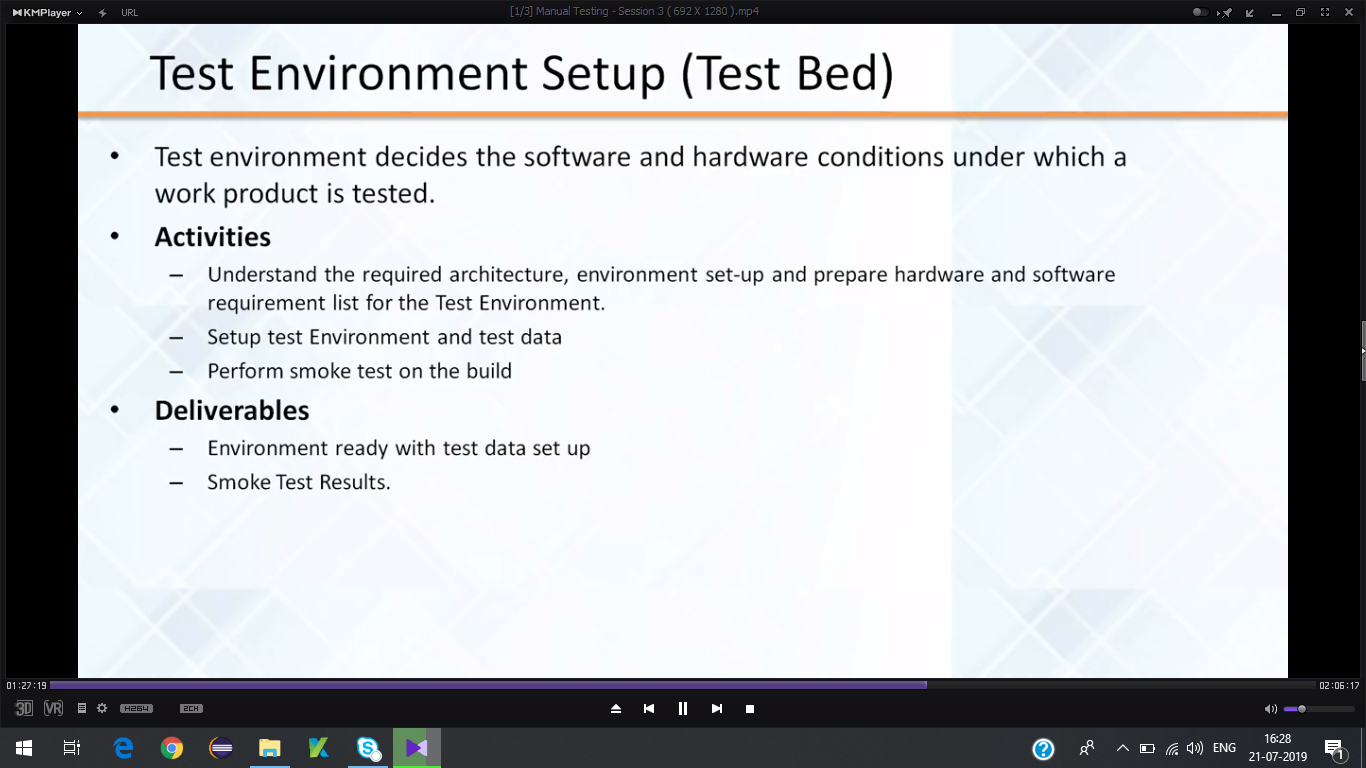 KMPlayer URL [1/3] Manual Testing - Session 3 ( 692 X 1280 ).mp4
Test Environment Setup (Test Bed)
• Test environment decides the software and hardware conditions under which a
work product is tested.
• Activities
– Understand the required architecture, environment set-up and prepare hardware and software
requirement list for the Test Environment.
– Setup test Environment and test data
– Perform smoke test on the build
• Deliverables
– Environment ready with test data set up
– Smoke Test Results.
01:27:19 02:06:17
3D VR H264 2CH
ENG 16:28
21-07-2019 1